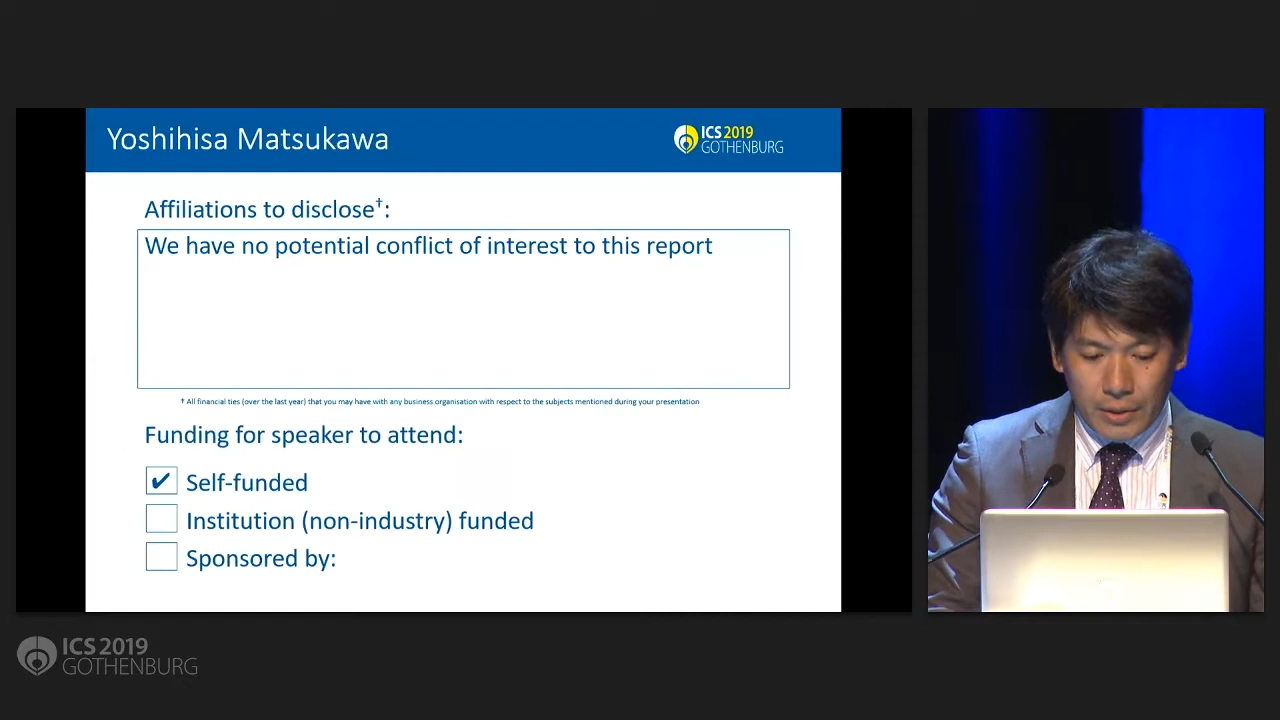 Yoshihisa Matsukawa
ICS 2019
GOTHENBURG
Affiliations to disclose†:
We have no potential conflict of interest to this report
† All financial ties (over the last year) that you may have with any business organisation with respect to the subjects mentioned during your presentation
Funding for speaker to attend:
✔ Self-funded
Institution (non-industry) funded
Sponsored by:
ICS 2019
GOTHENBURG